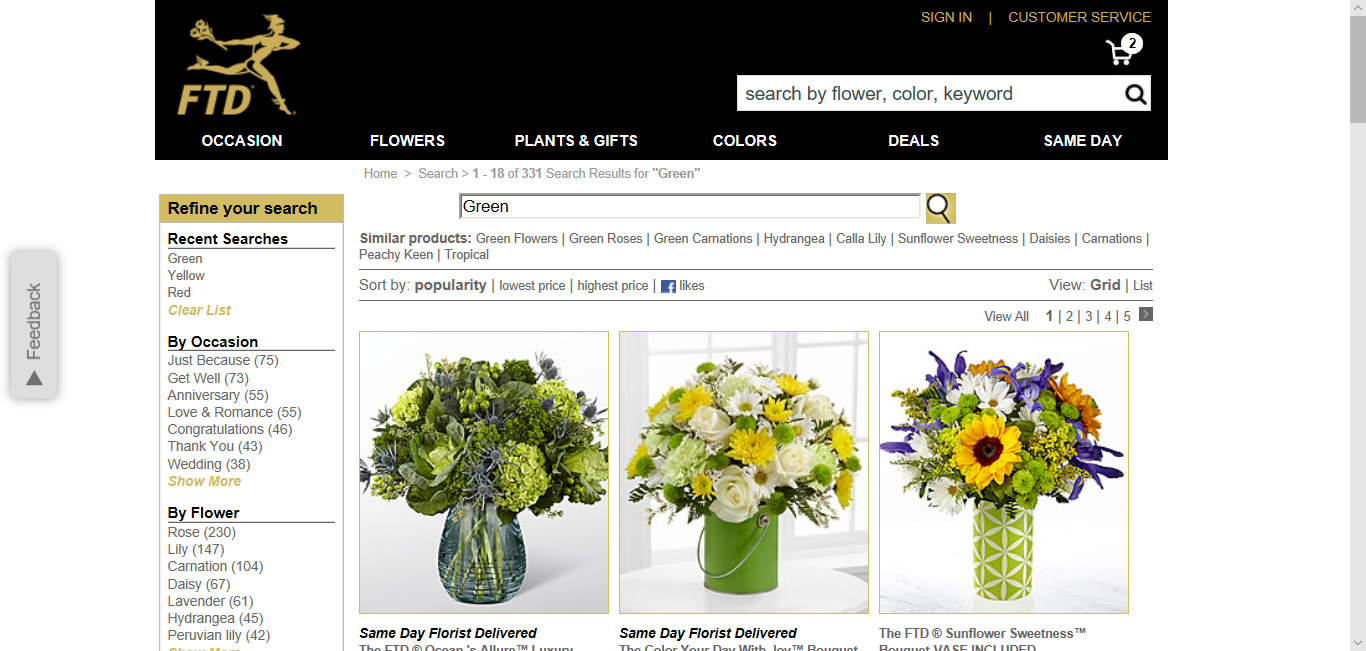 SIGN IN | CUSTOMER SERVICE
2
FTD
search by flower, color, keyword
OCCASION FLOWERS PLANTS & GIFTS COLORS DEALS SAME DAY
Home > Search > 1 - 18 of 331 Search Results for "Green"
Feedback
Refine your search
Recent Searches
Green
Yellow
Red
Clear List
By Occasion
Just Because (75)
Get Well (73)
Anniversary (55)
Love & Romance (55)
Congratulations (46)
Thank You (43)
Wedding (38)
Show More
By Flower
Rose (230)
Lily (147)
Carnation (104)
Daisy (67)
Lavender (61)
Hydrangea (45)
Peruvian lily (42)
Show More
Green
Similar products: Green Flowers | Green Roses | Green Carnations | Hydrangea | Calla Lily | Sunflower Sweetness | Daisies | Carnations |
Peachy Keen | Tropical
Sort by: popularity | lowest price | highest price | f likes
View: Grid | List
View All 1 | 2 | 3 | 4 | 5
Same Day Florist Delivered
The FTD ® Ocean 's Allure™ Luxury
Same Day Florist Delivered
The Color Your Day With Joy™ Bouquet
The FTD ® Sunflower Sweetness™
Bouquet VASE INCLUDED